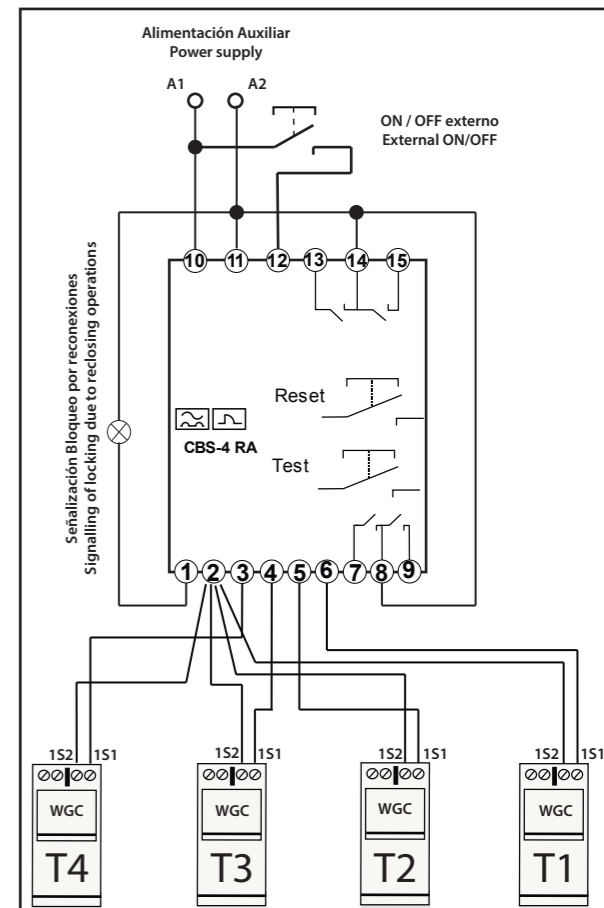 Alimentación Auxiliar
Power supply
A1 A2
ON / OFF externo
External ON/OFF
10 11 12 13 14 15
Señalización Bloqueo por reconexiones
Signalling of locking due to reclosing operations
Reset
CBS-4 RA
Test
1 2 3 4 5 6 7 8 9
1S2 1S1 1S2 1S1 1S2 1S1 1S2 1S1
WGC WGC WGC WGC
T4 T3 T2 T1